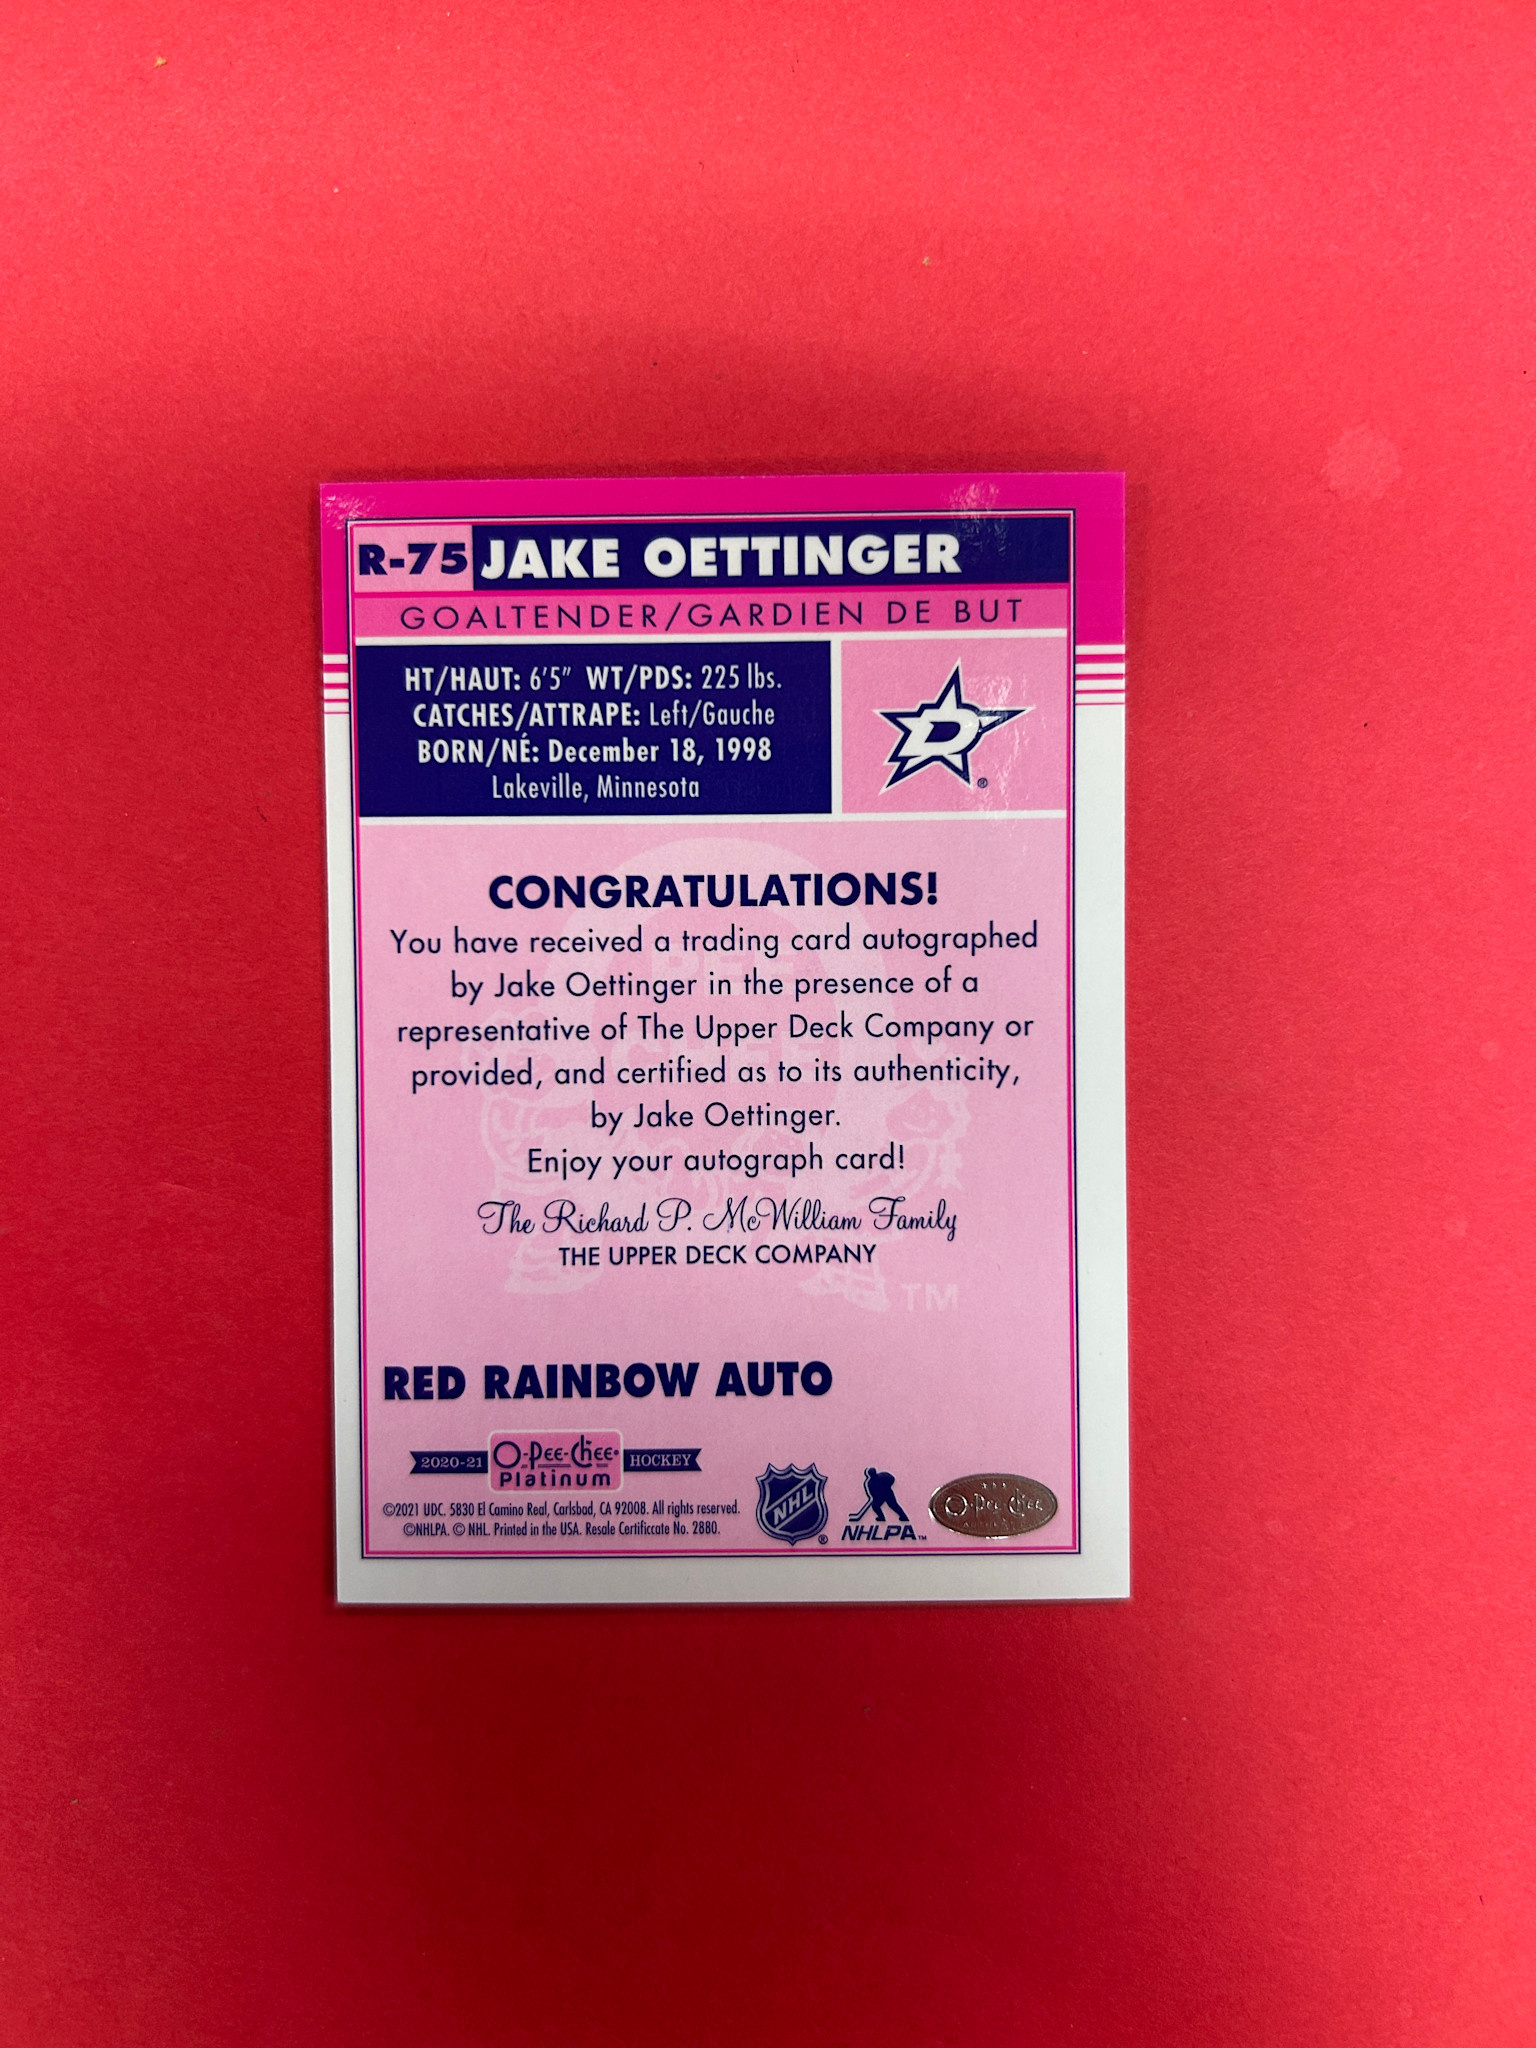 R-75 JAKE OETTINGER
GOALTENDER/GARDIEN DE BUT
HT/HAUT: 6'5" WT/PDS: 225 lbs.
CATCHES/ATTRAPE: Left/Gauche
BORN/NÉ: December 18, 1998
Lakeville, Minnesota
D
®
CONGRATULATIONS!
You have received a trading card autographed
by Jake Oettinger in the presence of a
representative of The Upper Deck Company or
provided, and certified as to its authenticity,
by Jake Oettinger.
Enjoy your autograph card!
The Richard P. McWilliam Family
THE UPPER DECK COMPANY
TM
RED RAINBOW AUTO
2020-21 O-Pee-Chee Platinum HOCKEY
©2021 UDC. 5830 El Camino Real, Carlsbad, CA 92008. All rights reserved.
©NHLPA. © NHL. Printed in the USA. Resale Certificcate No. 2880.
NHL ®
NHLPA TM
O-Pee-Chee